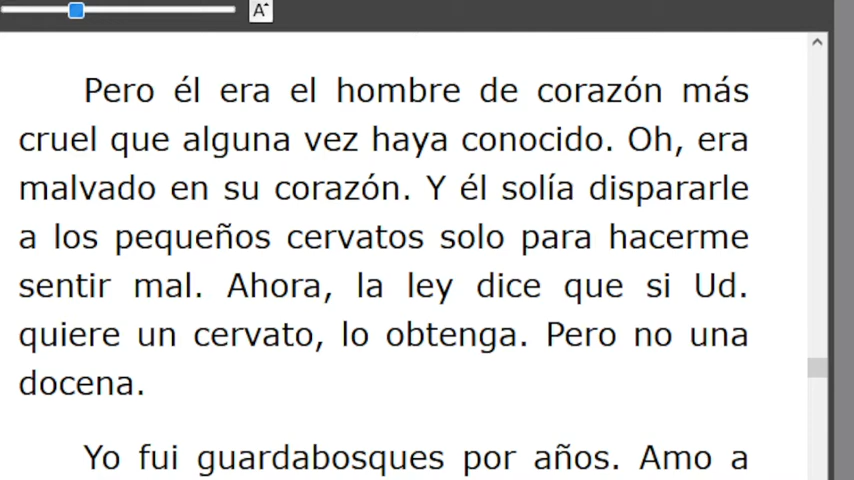 A
Pero él era el hombre de corazón más
cruel que alguna vez haya conocido. Oh, era
malvado en su corazón. Y él solía dispararle
a los pequeños cervatos solo para hacerme
sentir mal. Ahora, la ley dice que si Ud.
quiere un cervato, lo obtenga. Pero no una
docena.
Yo fui guardabosques por años. Amo a